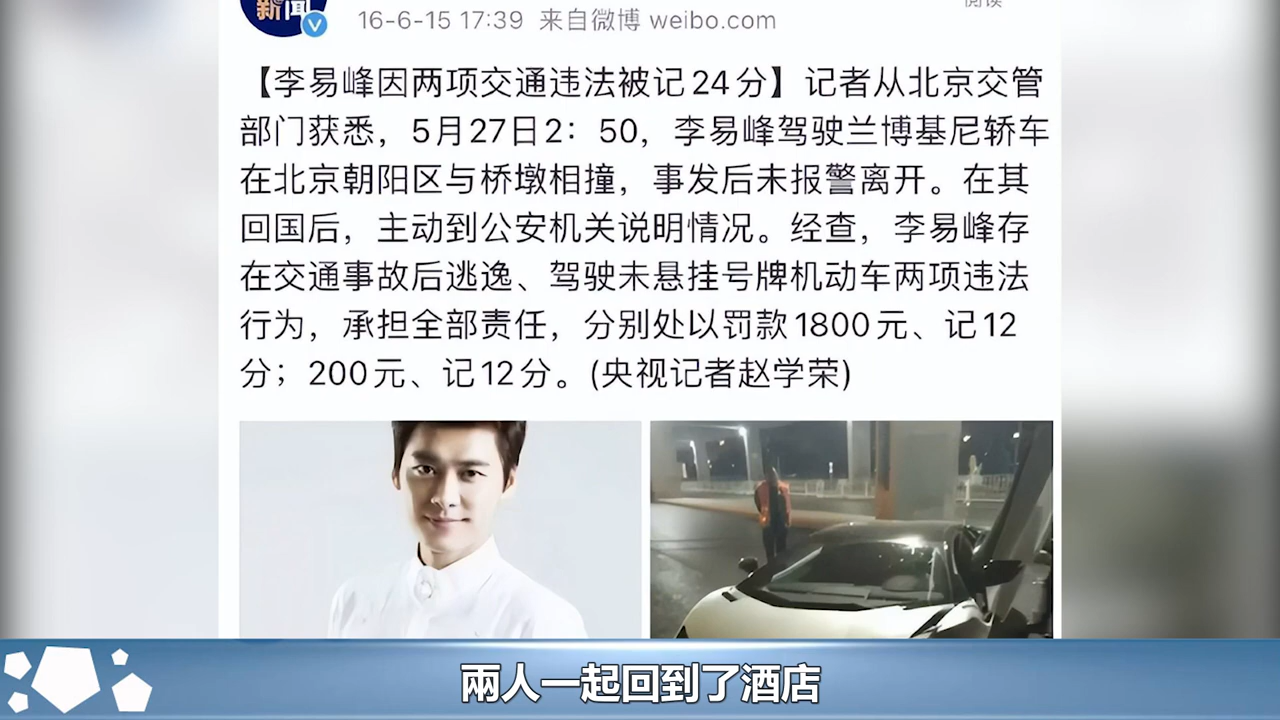 新闻
16-6-15 17:39 来自微博 weibo.com
阅读
【李易峰因两项交通违法被记24分】记者从北京交管
部门获悉，5月27日2：50，李易峰驾驶兰博基尼轿车
在北京朝阳区与桥墩相撞，事发后未报警离开。在其
回国后，主动到公安机关说明情况。经查，李易峰存
在交通事故后逃逸、驾驶未悬挂号牌机动车两项违法
行为，承担全部责任，分别处以罚款1800元、记12
分；200元、记12分。(央视记者赵学荣)
兩人一起回到了酒店